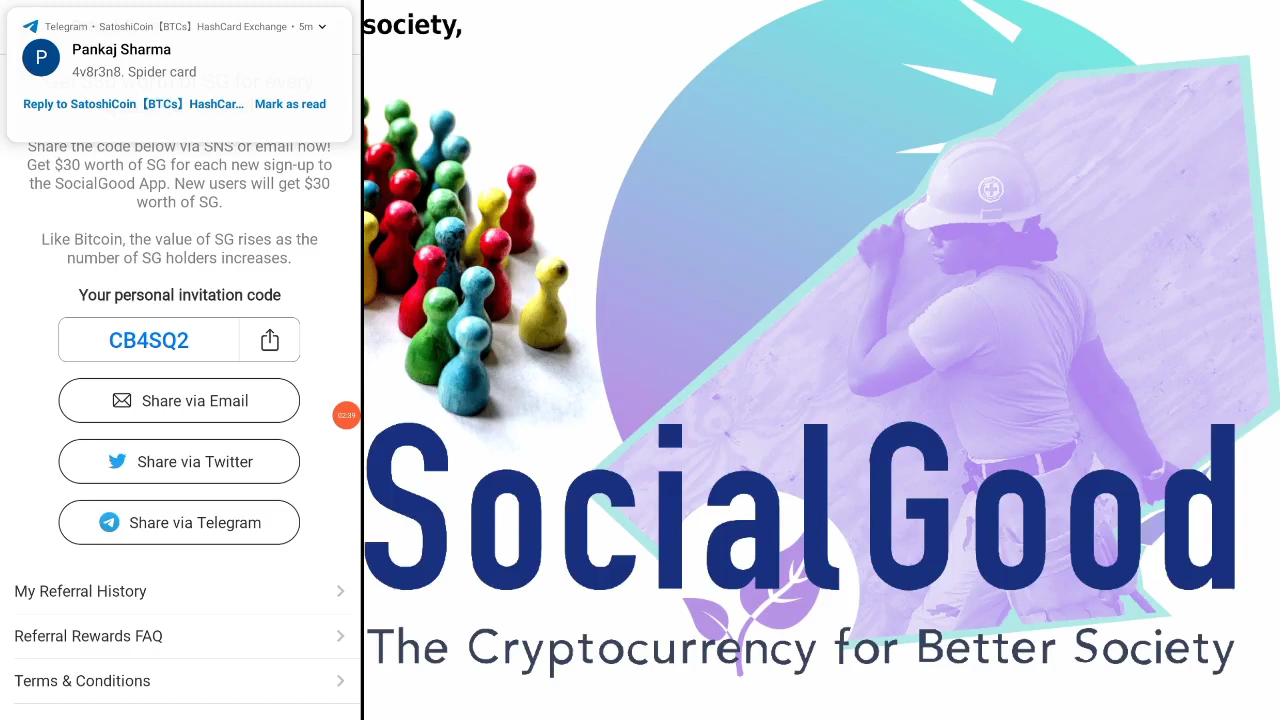 Telegram • SatoshiCoin【BTCs】HashCard Exchange • 5m
P
Pankaj Sharma
4v8r3n8. Spider card
Reply to SatoshiCoin【BTCs】HashCar... Mark as read
Share the code below via SNS or email now!
Get $30 worth of SG for each new sign-up to
the SocialGood App. New users will get $30
worth of SG.
Like Bitcoin, the value of SG rises as the
number of SG holders increases.
Your personal invitation code
CB4SQ2
Share via Email
Share via Twitter
Share via Telegram
My Referral History
Referral Rewards FAQ
Terms & Conditions
02:39
society,
Social Good
The Cryptocurrency for Better Society